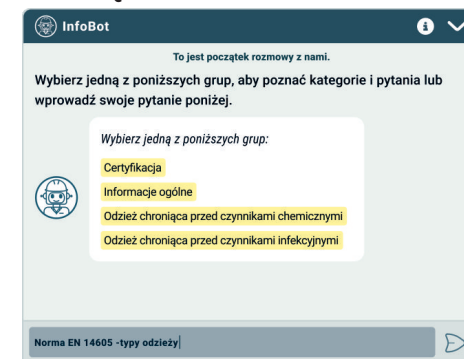 InfoBot
To jest początek rozmowy z nami.
Wybierz jedną z poniższych grup, aby poznać kategorie i pytania lub
wprowadź swoje pytanie poniżej.
Wybierz jedną z poniższych grup:
Certyfikacja
Informacje ogólne
Odzież chroniąca przed czynnikami chemicznymi
Odzież chroniąca przed czynnikami infekcyjnymi
Norma EN 14605 -typy odzieży